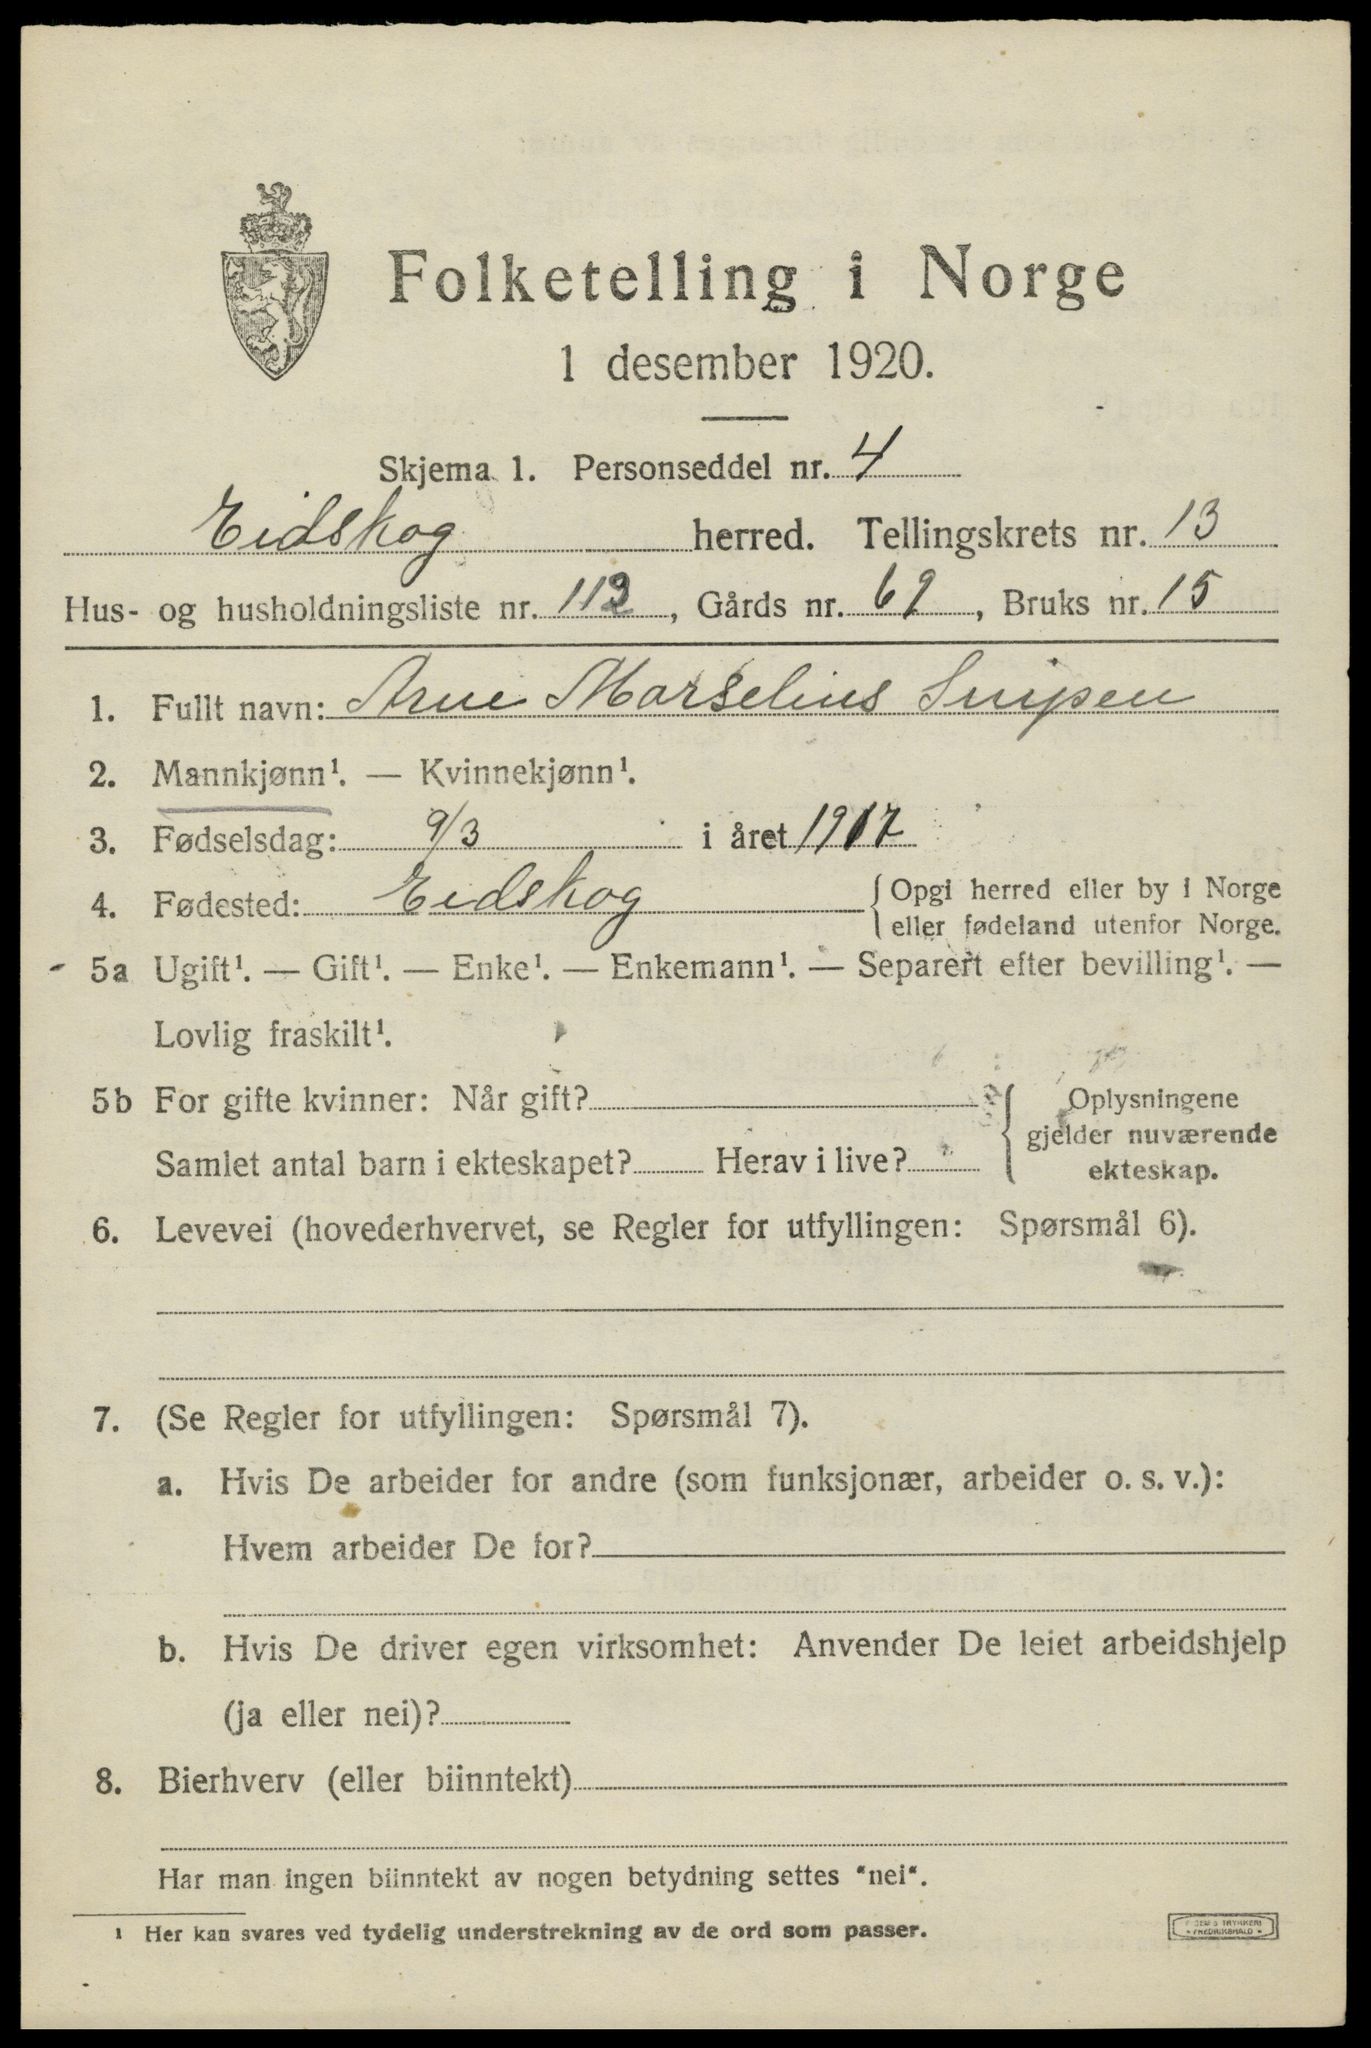 Folketelling i Norge
1 desember 1920.
Skjema 1. Personseddel nr. 4
Eidskog herred. Tellingskrets nr. 13
Hus- og husholdningsliste nr. 113, Gårds nr. 69, Bruks nr. 15
1. Fullt navn: Arne Marselius Snipen
2. Mannkjønn¹. — Kvinnekjønn¹.
3. Fødselsdag: 9/3 i året 1917
4. Fødested: Eidskog { Opgi herred eller by i Norge
eller fødeland utenfor Norge.
5a Ugift¹. — Gift¹. — Enke¹. — Enkemann¹. — Separert efter bevilling¹. —
Lovlig fraskilt¹.
5b For gifte kvinner: Når gift? { Oplysningene
gjelder nuværende
Samlet antal barn i ekteskapet? Herav i live? ekteskap.
6. Levevei (hovederhvervet, se Regler for utfyllingen: Spørsmål 6).
7. (Se Regler for utfyllingen: Spørsmål 7).
a. Hvis De arbeider for andre (som funksjonær, arbeider o. s. v.):
Hvem arbeider De for?
b. Hvis De driver egen virksomhet: Anvender De leiet arbeidshjelp
(ja eller nei)?
8. Bierhverv (eller biinntekt)
Har man ingen biinntekt av nogen betydning settes "nei".
¹ Her kan svares ved tydelig understrekning av de ord som passer.
TRYKKERI
FREDRIKSHALD